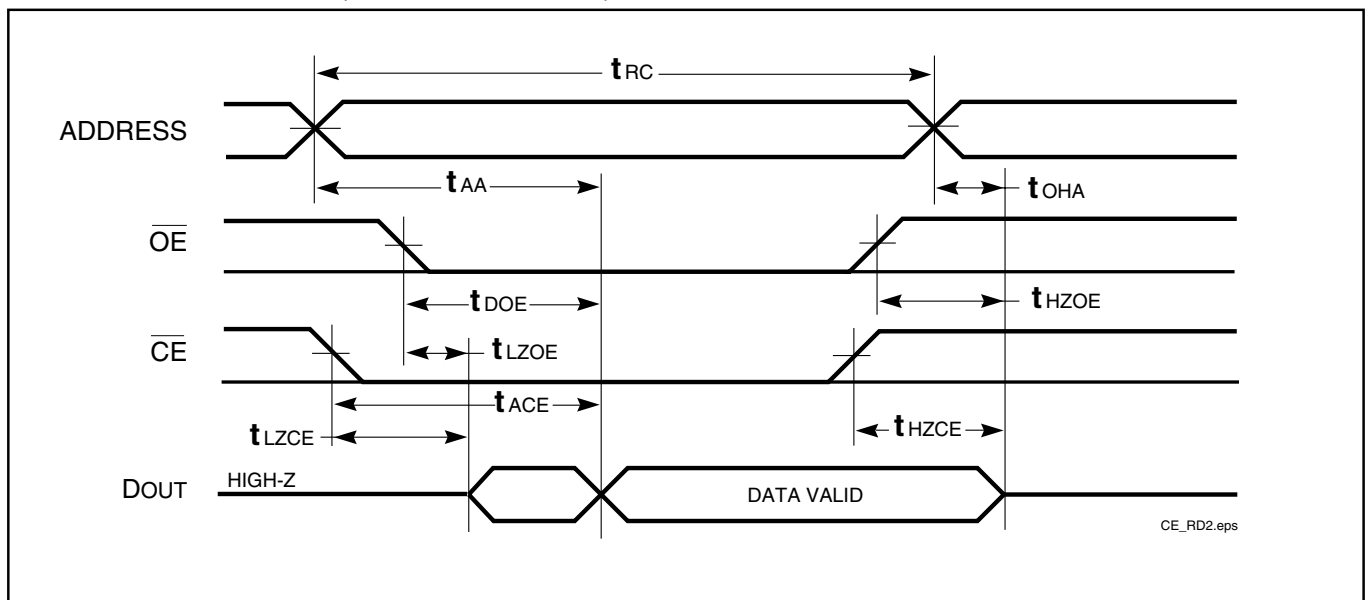 tRC
ADDRESS
tAA
tOHA
OE
tDOE
tHZOE
CE
tLZOE
tACE
tLZCE
tHZCE
DOUT
HIGH-Z
DATA VALID
CE_RD2.eps